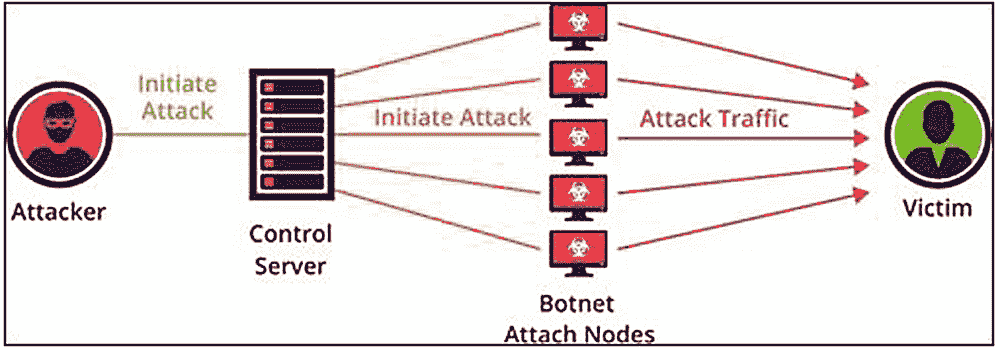 Initiate
Attack
Initiate Attack
Attack Traffic
Attacker
Control
Server
Botnet
Attach Nodes
Victim